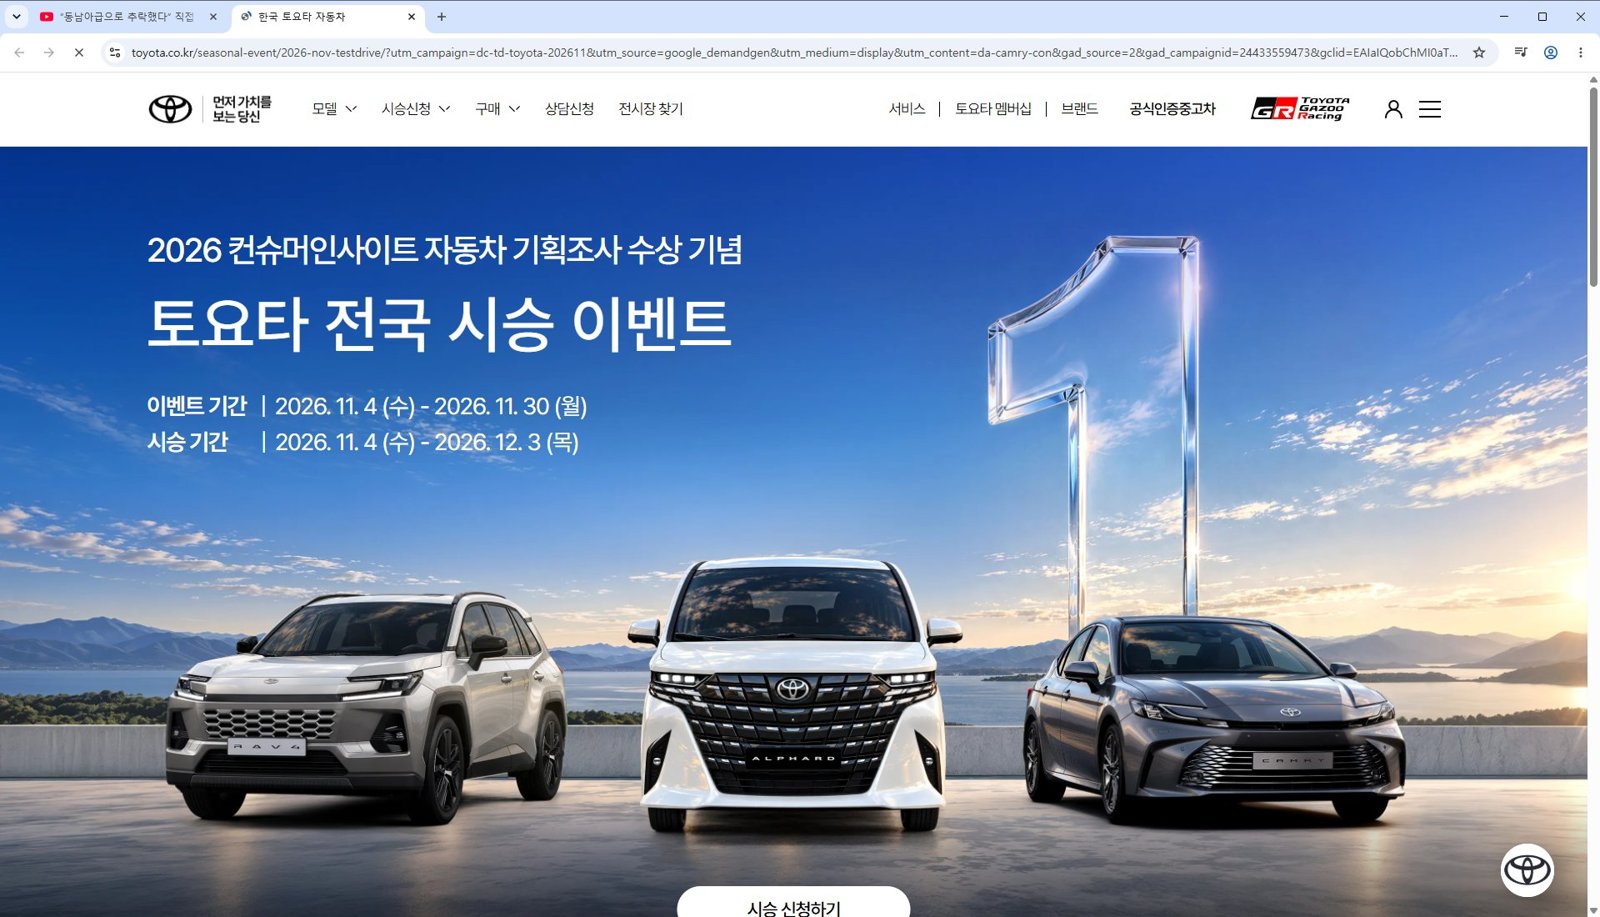 "동남아급으로 추락했다" 직접
한국 토요타 자동차
toyota.co.kr/seasonal-event/2026-nov-testdrive/?utm_campaign=dc-td-toyota-202611&utm_source=google_demandgen&utm_medium=display&utm_content=da-camry-con&gad_source=2&gad_campaignid=24433559473&gclid=EAIaIQobChMI0aT...
먼저 가치를
보는 당신
모델
시승신청
구매
상담신청
전시장 찾기
서비스
토요타 멤버십
브랜드
공식인증중고차
GR TOYOTA
GAZOO
Racing
2026 컨슈머인사이트 자동차 기획조사 수상 기념
토요타 전국 시승 이벤트
이벤트 기간 | 2026. 11. 4 (수) - 2026. 11. 30 (월)
시승 기간 | 2026. 11. 4 (수) - 2026. 12. 3 (목)
1
RAV4
ALPHARD
CAMRY
시승 신청하기